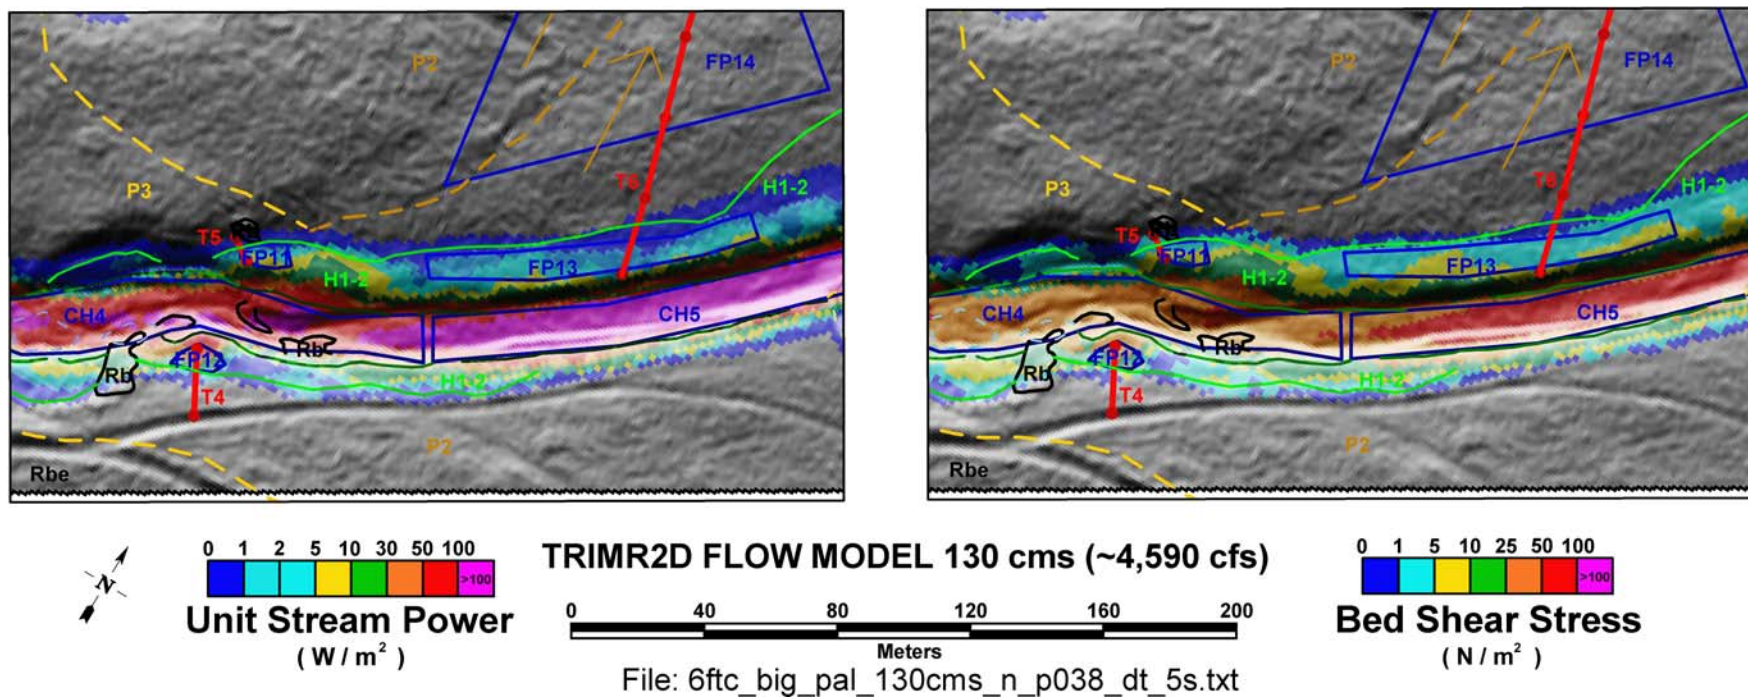 P2
FP14
P3
T6
H1-2
T5
FP11
FP13
H1-2
CH4
CH5
Rb
FP12
Rb
H1-2
T4
P2
Rbe
P2
FP14
P3
T6
H1-2
T5
FP11
FP13
H1-2
CH4
CH5
Rb
FP12
Rb
H1-2
T4
P2
Rbe
N
0 1 2 5 10 30 50 100
>100
Unit Stream Power
( W / m² )
TRIMR2D FLOW MODEL 130 cms (~4,590 cfs)
0 40 80 120 160 200
Meters
File: 6ftc_big_pal_130cms_n_p038_dt_5s.txt
0 1 5 10 25 50 100
>100
Bed Shear Stress
( N / m² )